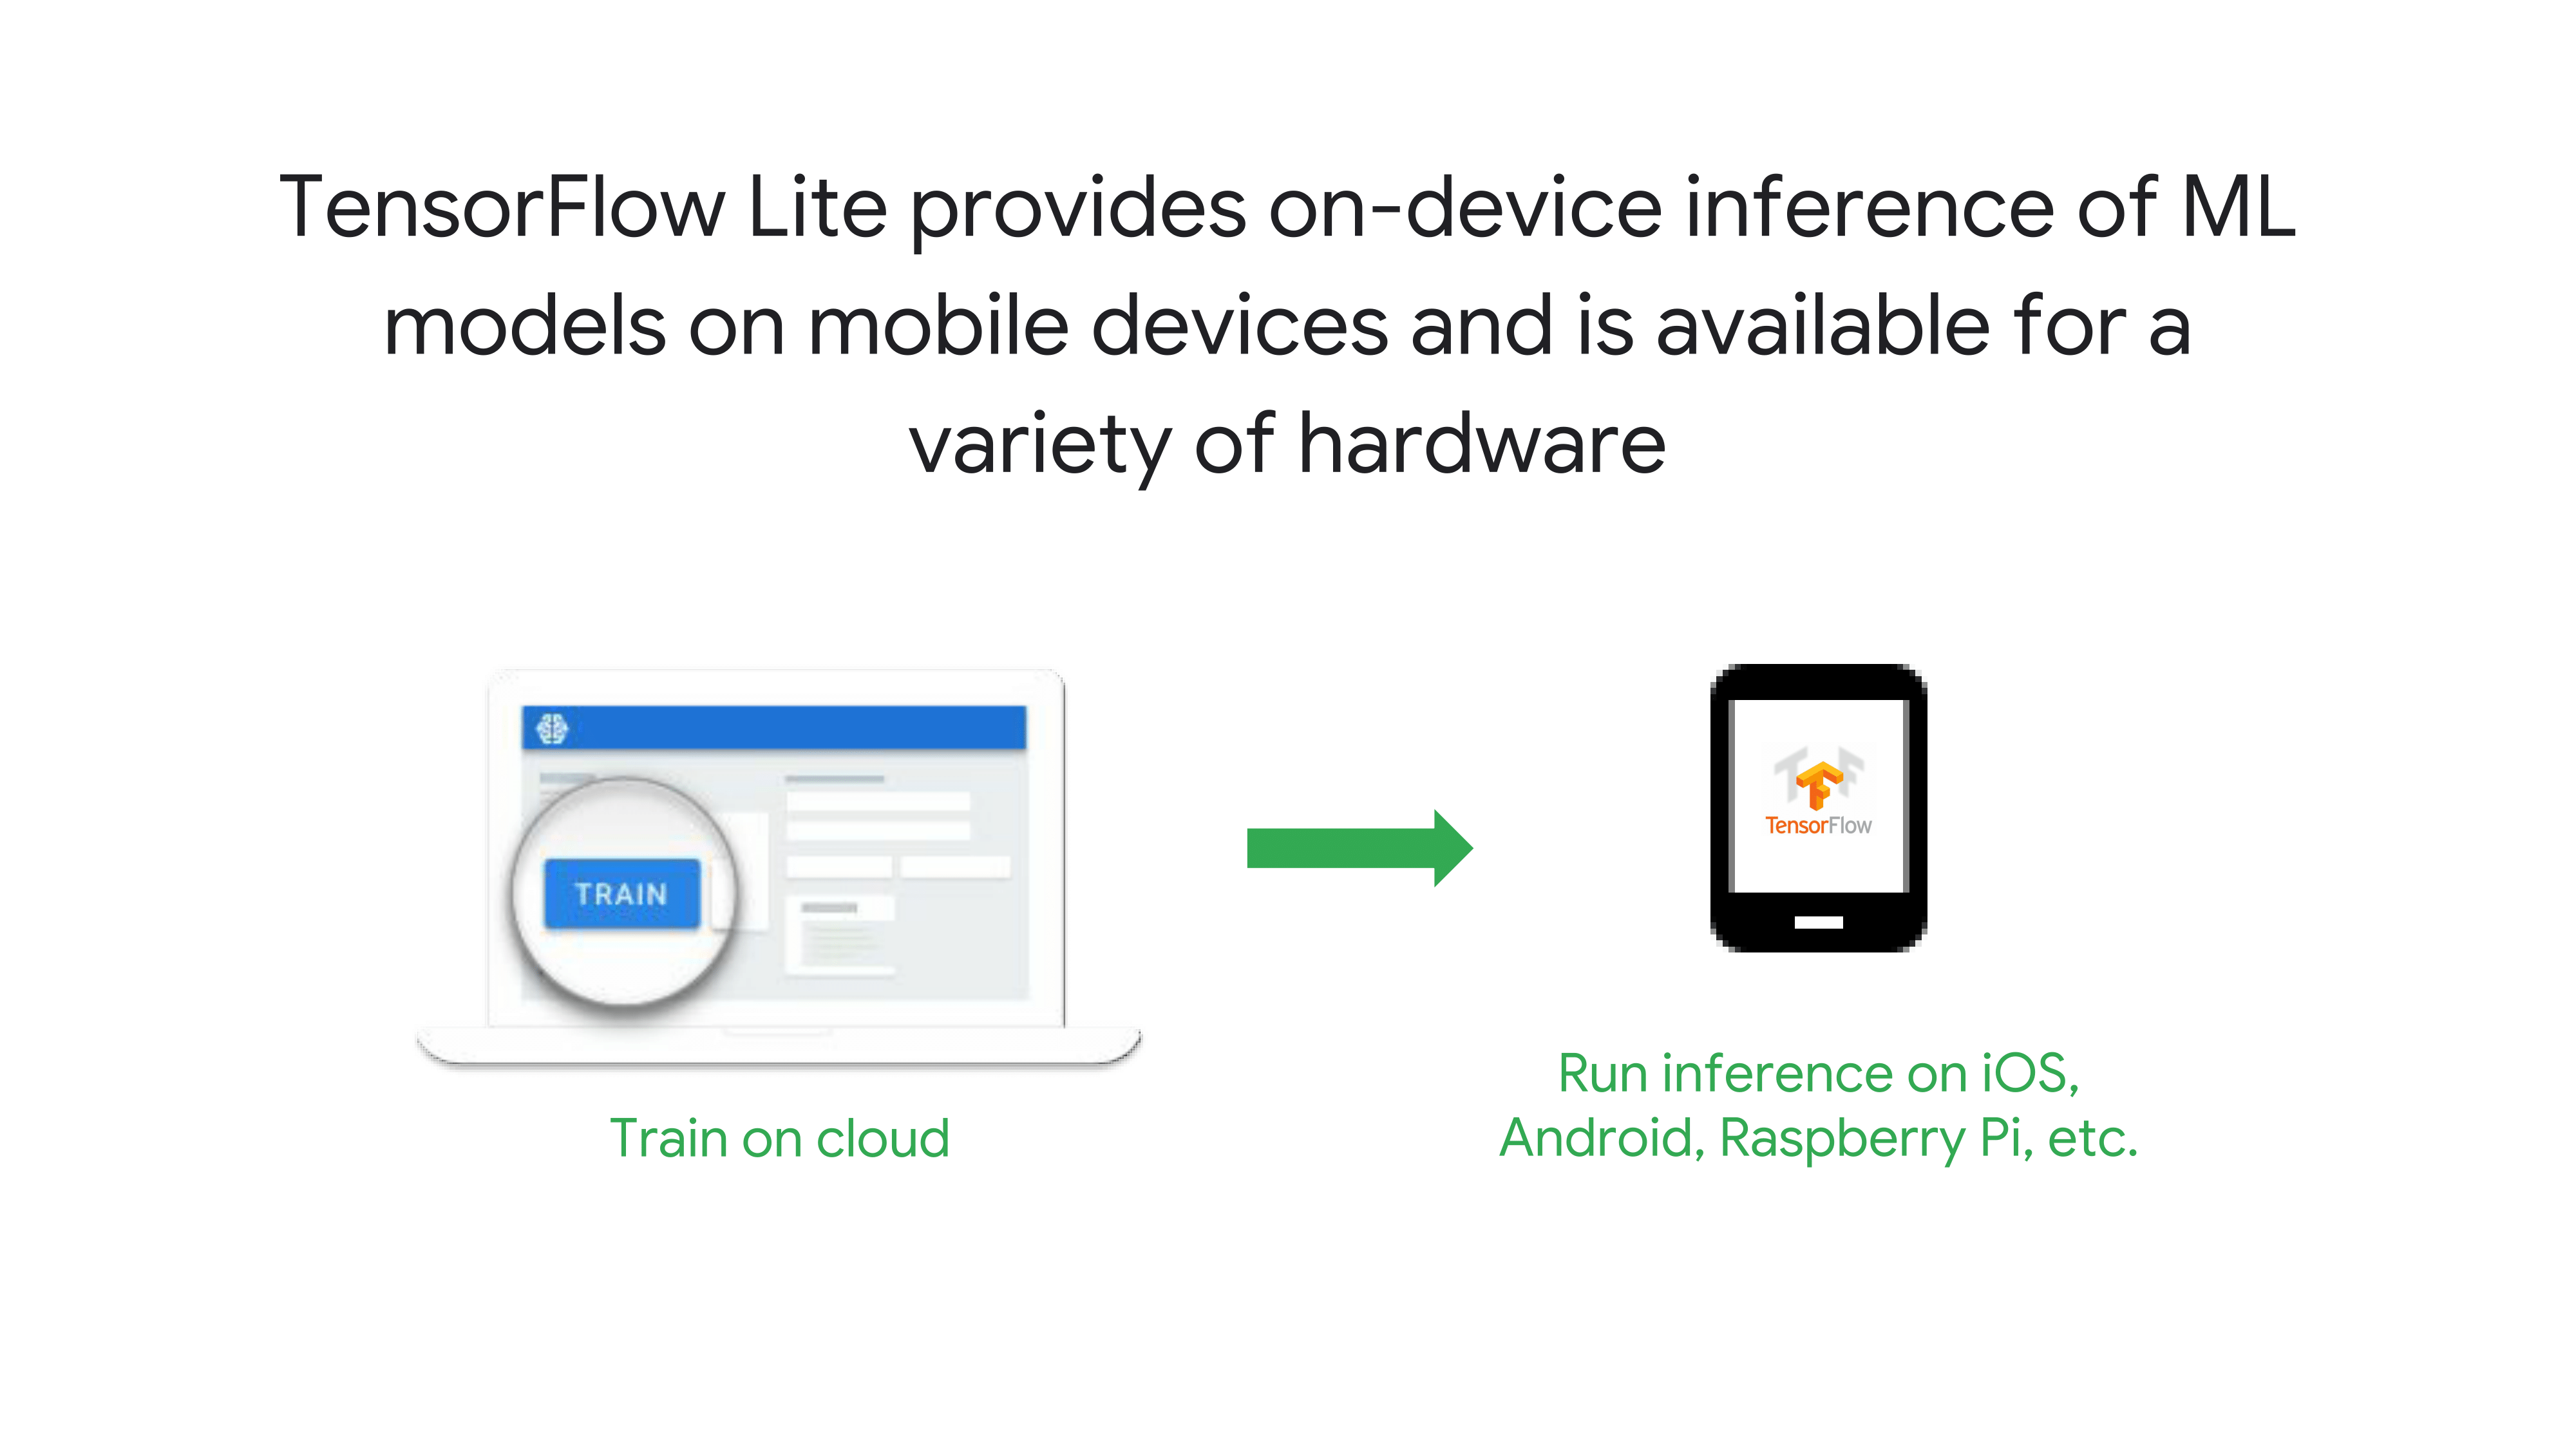 TensorFlow Lite provides on-device inference of ML
models on mobile devices and is available for a
variety of hardware
TRAIN
TensorFlow
Train on cloud
Run inference on iOS,
Android, Raspberry Pi, etc.